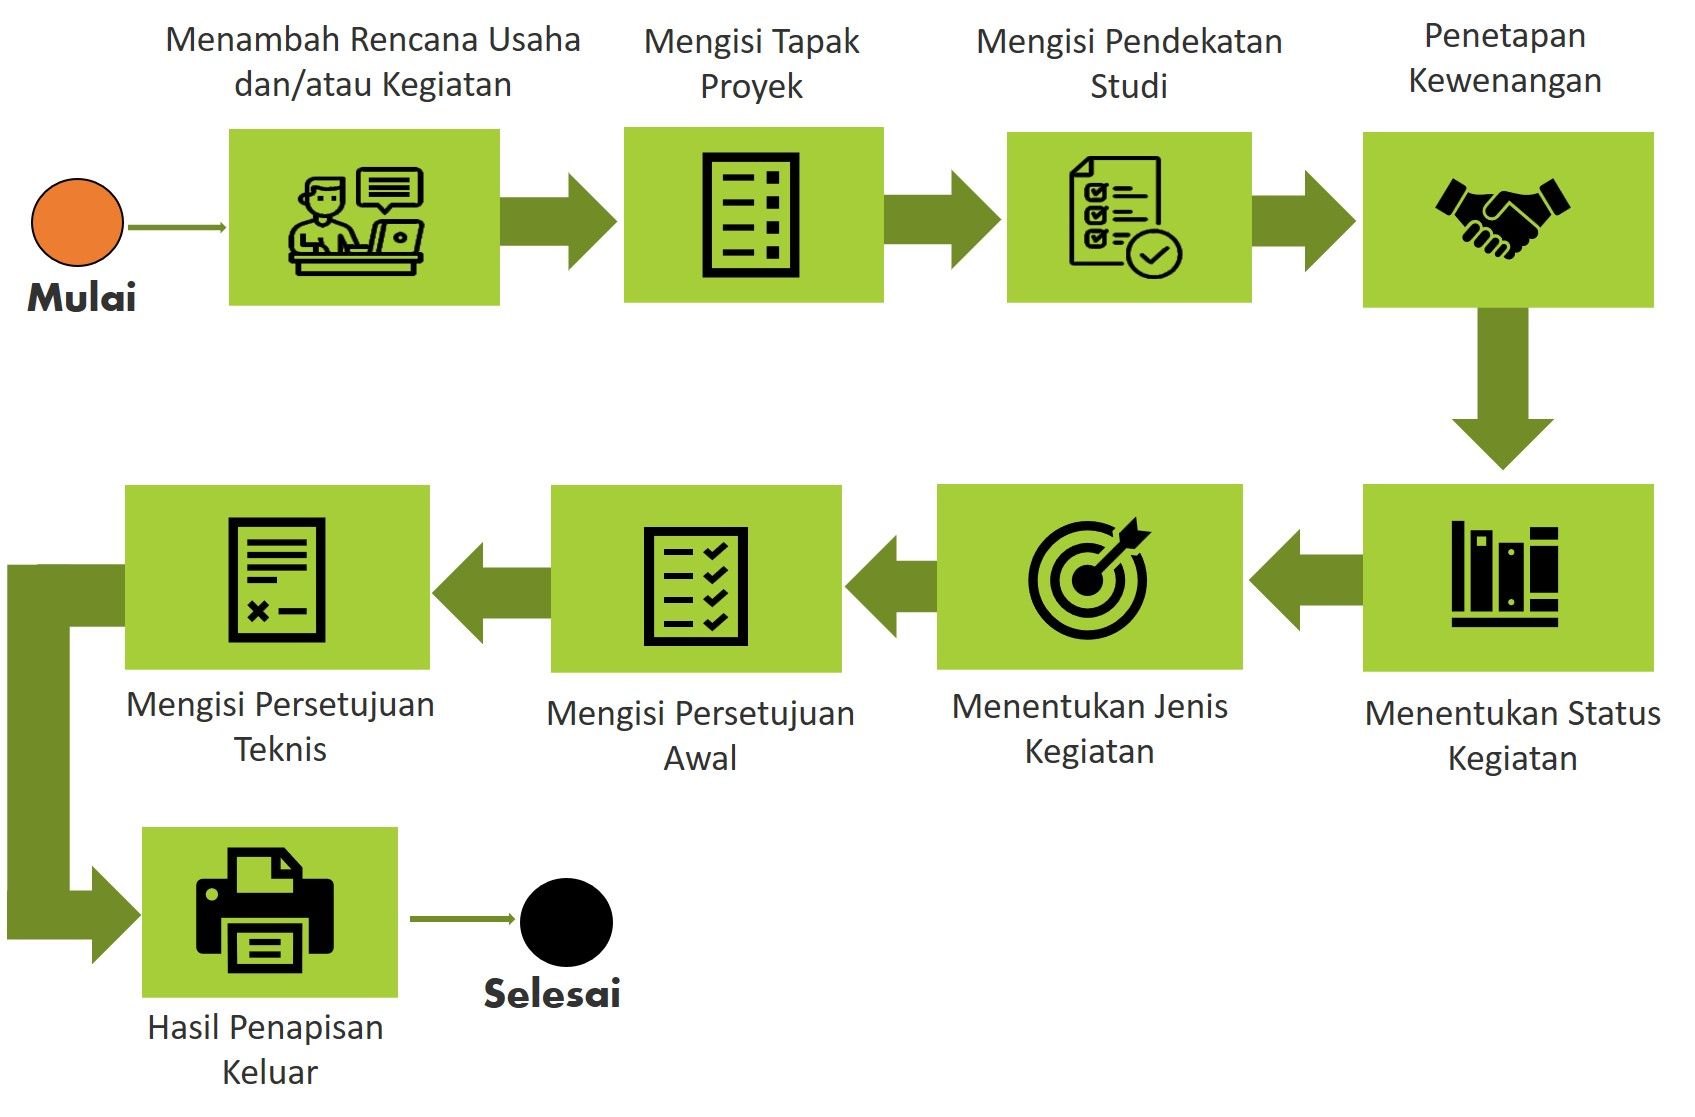 Menambah Rencana Usaha
dan/atau Kegiatan
Mengisi Tapak
Proyek
Mengisi Pendekatan
Studi
Penetapan
Kewenangan
Mulai
Menentukan Status
Kegiatan
Menentukan Jenis
Kegiatan
Mengisi Persetujuan
Awal
Mengisi Persetujuan
Teknis
Hasil Penapisan
Keluar
Selesai